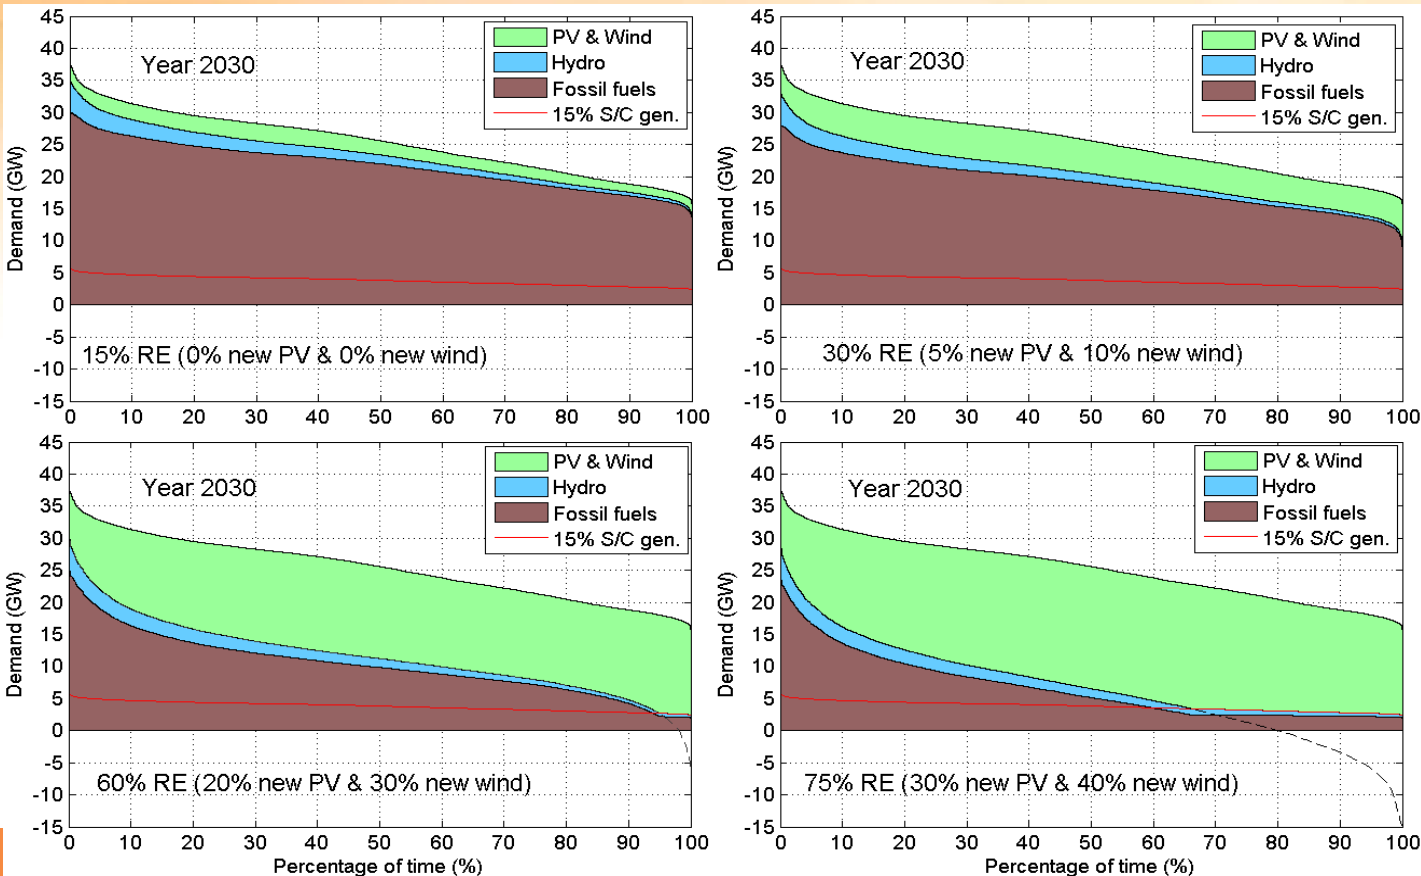 45
40
35
30
25
20
15
10
5
0
-5
-10
-15
Demand (GW)
Year 2030
PV & Wind
Hydro
Fossil fuels
15% S/C gen.
15% RE (0% new PV & 0% new wind)
0 10 20 30 40 50 60 70 80 90 100
45
40
35
30
25
20
15
10
5
0
-5
-10
-15
Demand (GW)
Year 2030
PV & Wind
Hydro
Fossil fuels
15% S/C gen.
30% RE (5% new PV & 10% new wind)
0 10 20 30 40 50 60 70 80 90 100
45
40
35
30
25
20
15
10
5
0
-5
-10
-15
Demand (GW)
Year 2030
PV & Wind
Hydro
Fossil fuels
15% S/C gen.
60% RE (20% new PV & 30% new wind)
0 10 20 30 40 50 60 70 80 90 100
Percentage of time (%)
45
40
35
30
25
20
15
10
5
0
-5
-10
-15
Demand (GW)
Year 2030
PV & Wind
Hydro
Fossil fuels
15% S/C gen.
75% RE (30% new PV & 40% new wind)
0 10 20 30 40 50 60 70 80 90 100
Percentage of time (%)